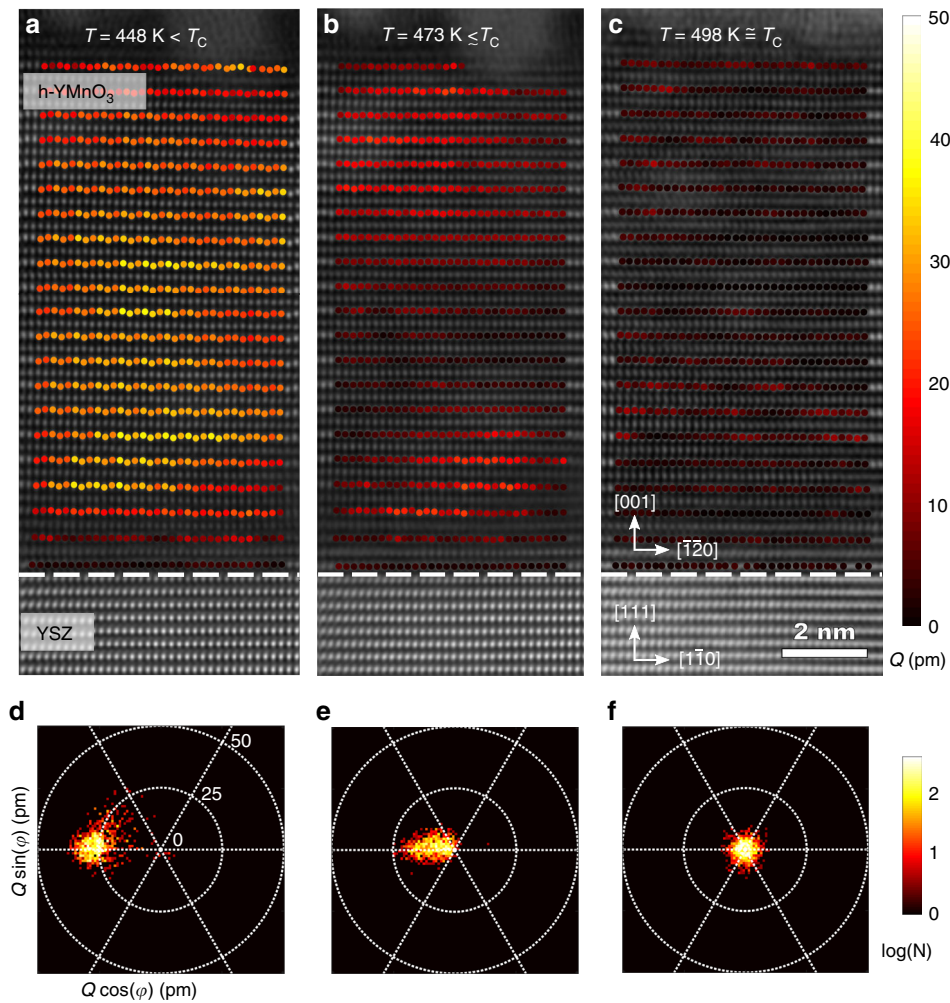 a
T = 448 K < T_C
h-YMnO₃
YSZ
b
T = 473 K ≲ T_C
c
T = 498 K ≅ T_C
[001]
[1̅2̅0]
[111]
[11̅0]
2 nm
50
40
30
20
10
0
Q (pm)
d
50
25
0
Q sin(φ) (pm)
Q cos(φ) (pm)
e
f
2
1
0
log(N)